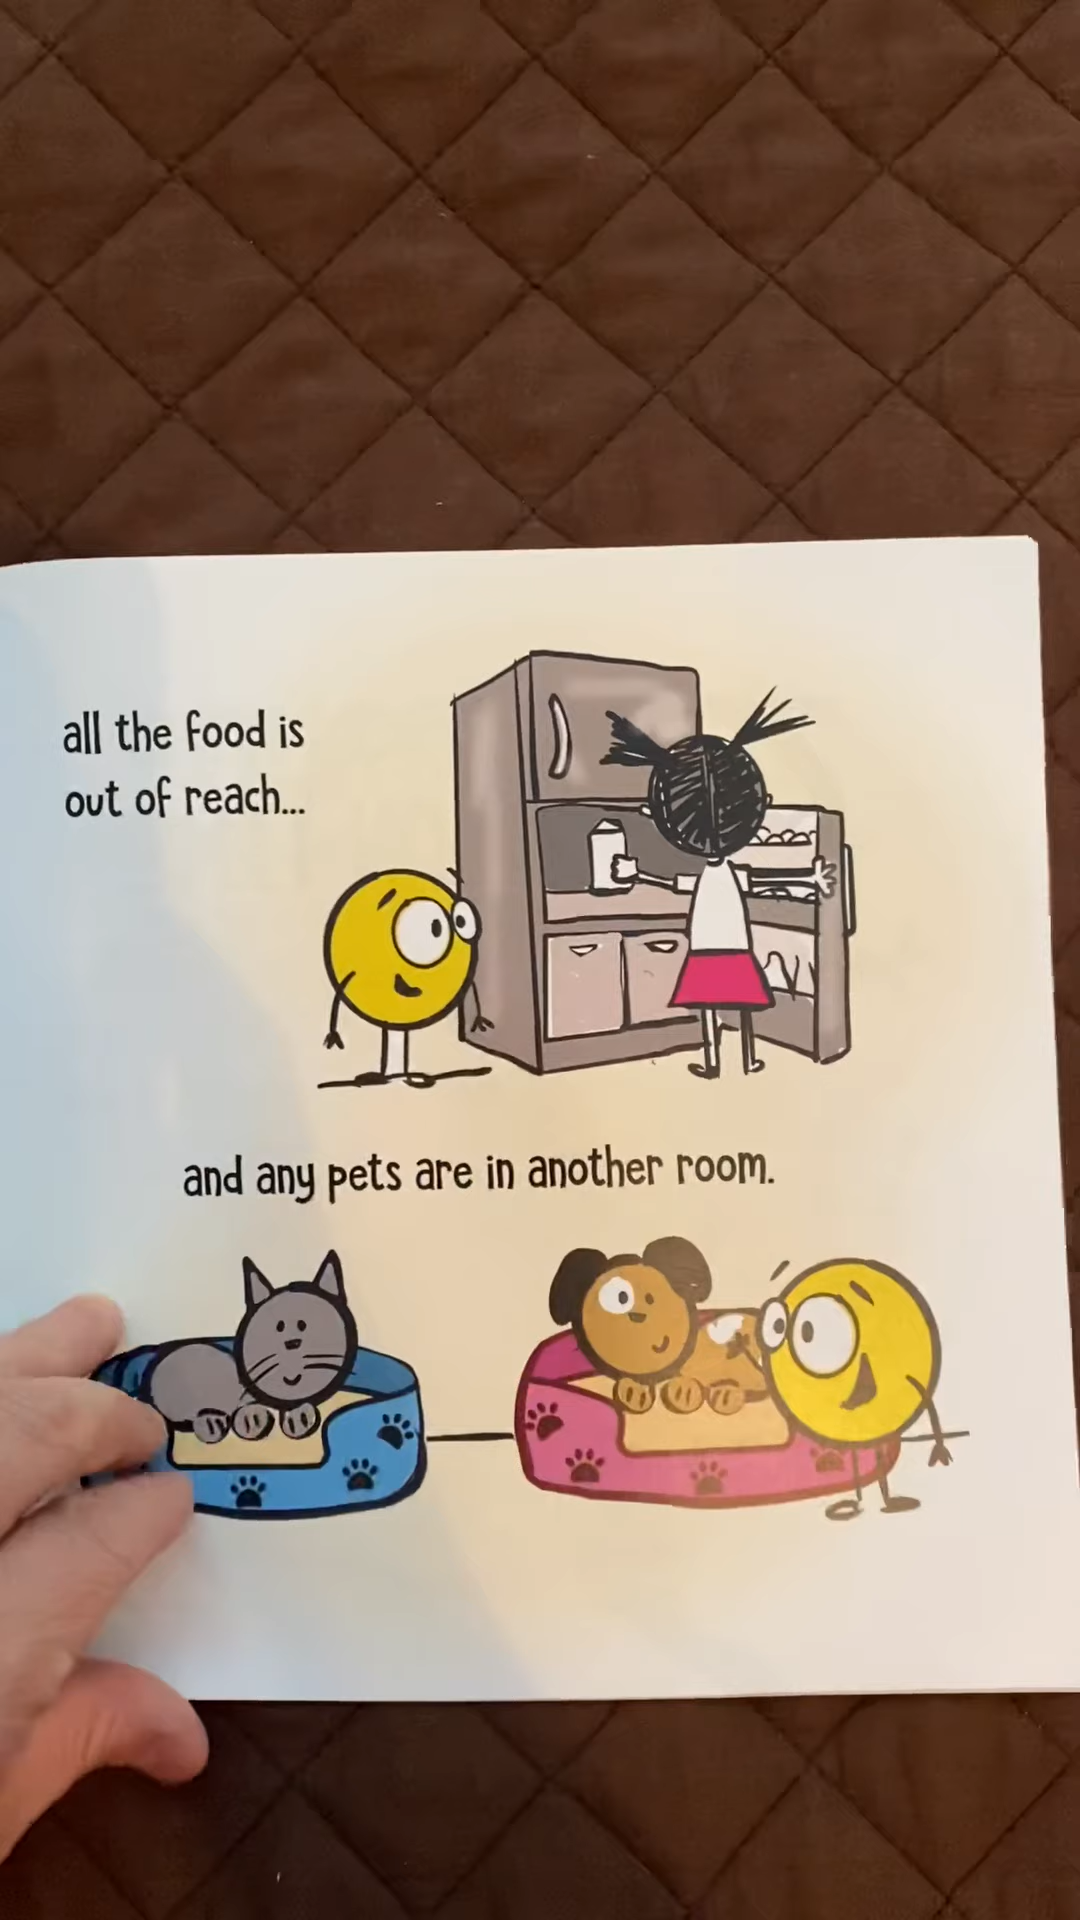 all the food is
out of reach...
and any pets are in another room.